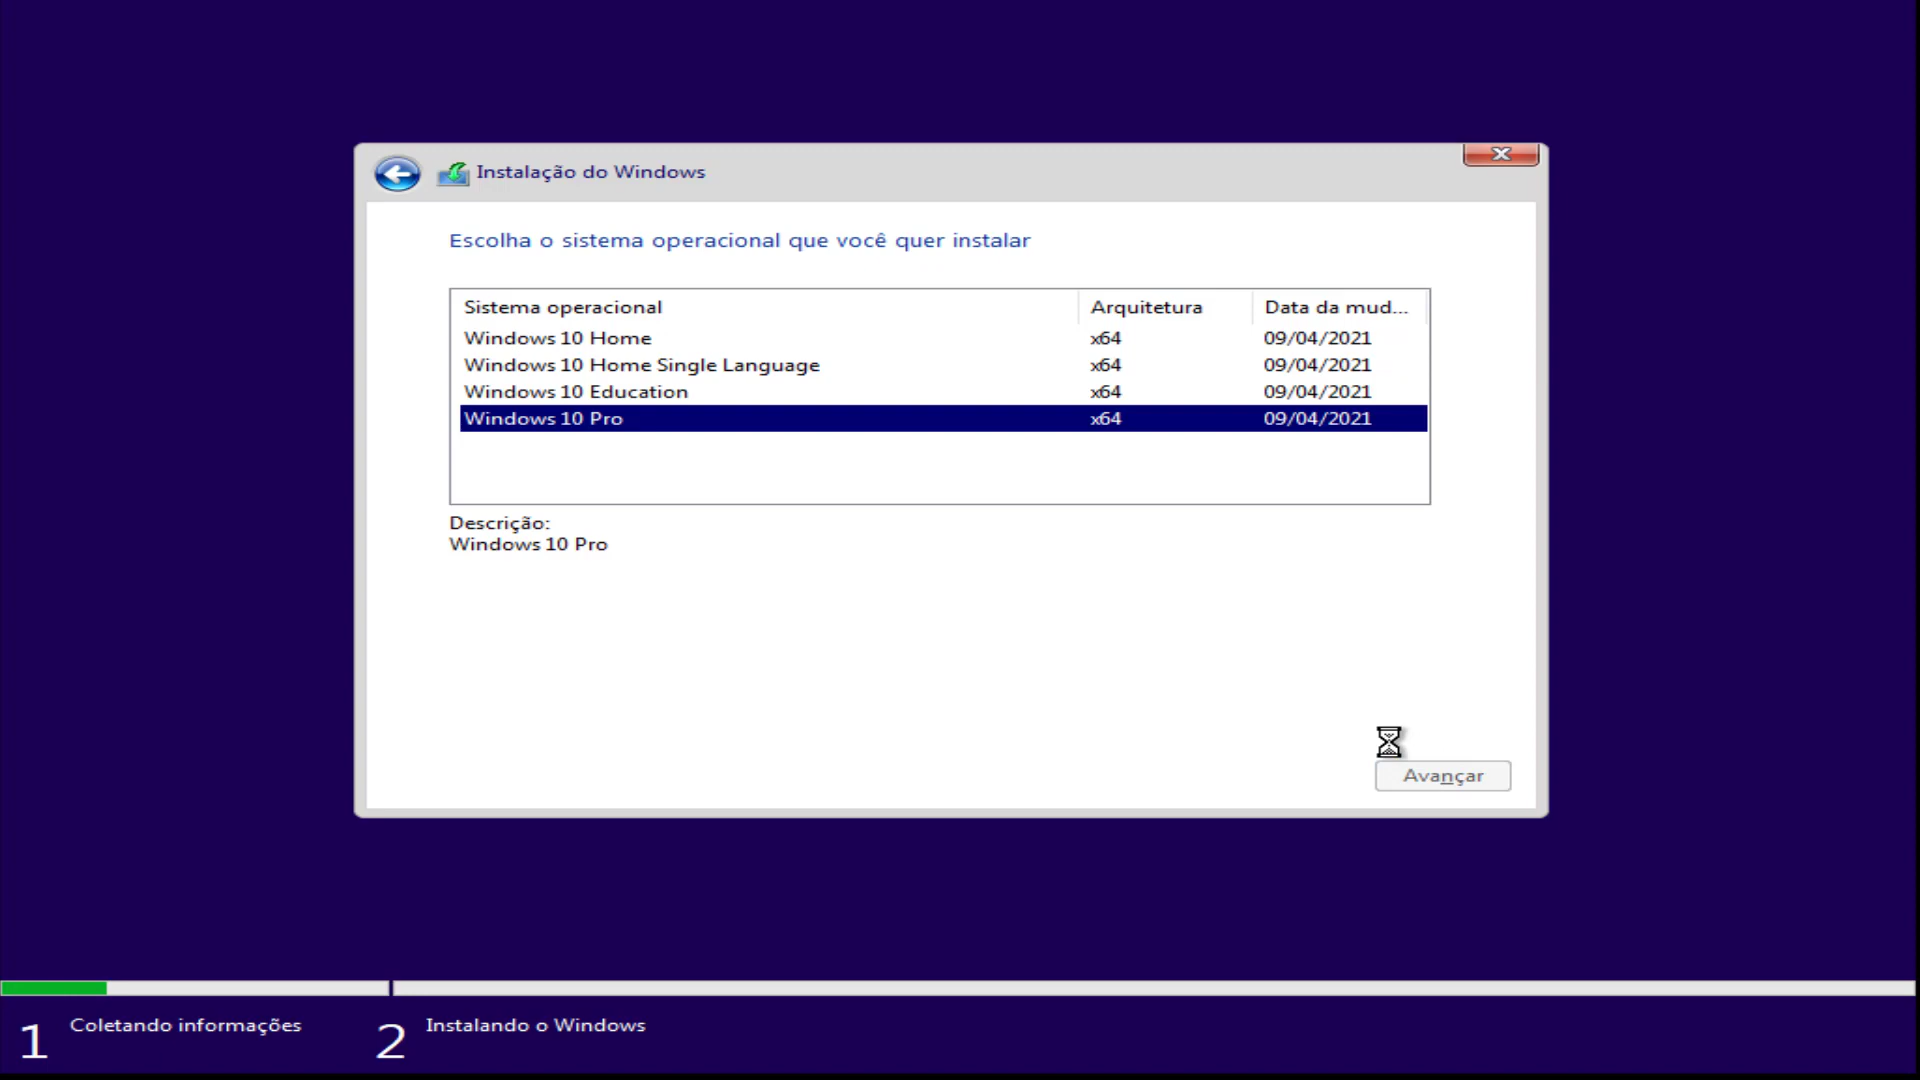 Instalação do Windows
Escolha o sistema operacional que você quer instalar
Sistema operacional Arquitetura Data da mud...
Windows 10 Home x64 09/04/2021
Windows 10 Home Single Language x64 09/04/2021
Windows 10 Education x64 09/04/2021
Windows 10 Pro x64 09/04/2021
Descrição:
Windows 10 Pro
Avançar
1 Coletando informações 2 Instalando o Windows